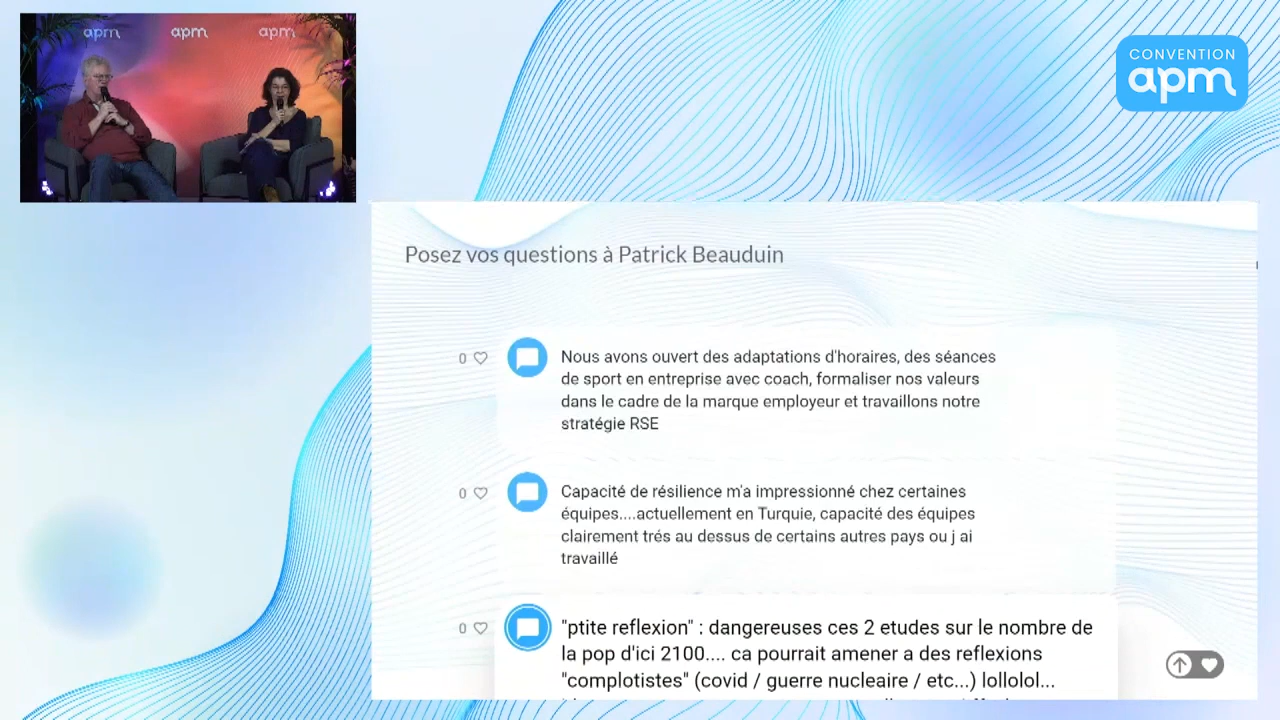 apm
apm
apm
CONVENTION
apm
Posez vos questions à Patrick Beauduin
0
Nous avons ouvert des adaptations d'horaires, des séances
de sport en entreprise avec coach, formaliser nos valeurs
dans le cadre de la marque employeur et travaillons notre
stratégie RSE
0
Capacité de résilience m'a impressionné chez certaines
équipes....actuellement en Turquie, capacité des équipes
clairement trés au dessus de certains autres pays ou j ai
travaillé
0
"ptite reflexion" : dangereuses ces 2 etudes sur le nombre de
la pop d'ici 2100.... ca pourrait amener a des reflexions
"complotistes" (covid / guerre nucleaire / etc...) lollolol...